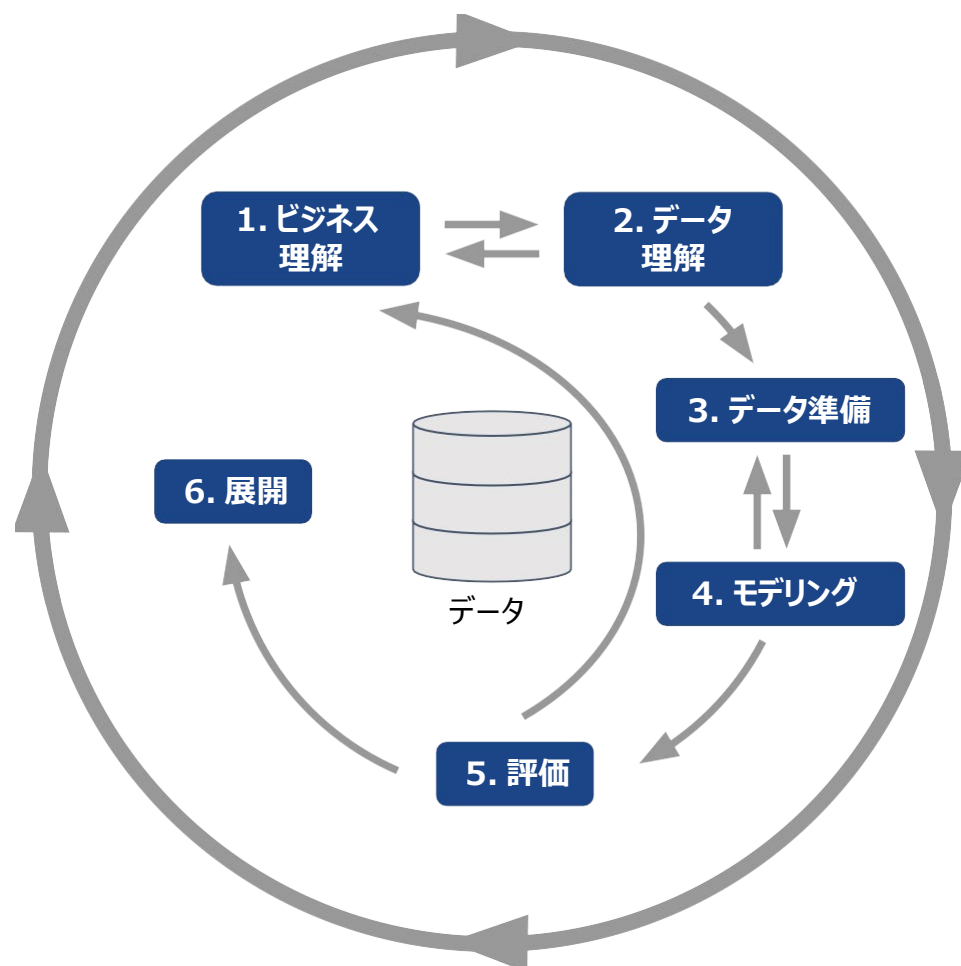 1. ビジネス
理解
2. データ
理解
3. データ準備
6. 展開
4. モデリング
データ
5. 評価